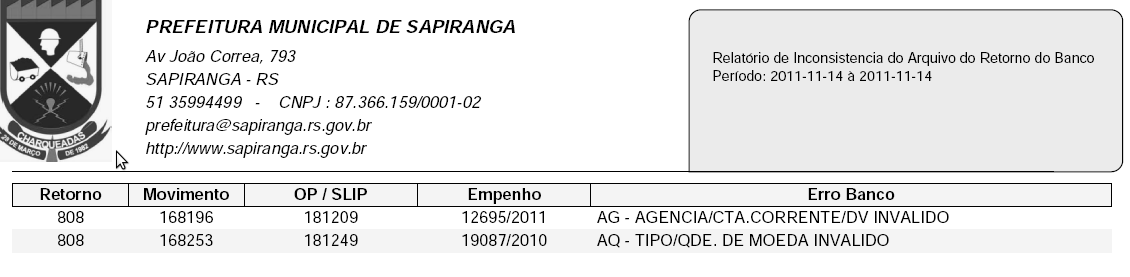 PREFEITURA MUNICIPAL DE SAPIRANGA
Av João Correa, 793
SAPIRANGA - RS
51 35994499 - CNPJ : 87.366.159/0001-02
prefeitura@sapiranga.rs.gov.br
http://www.sapiranga.rs.gov.br
CHARQUEADAS
28 DE MARÇO DE 1982
Relatório de Inconsistencia do Arquivo do Retorno do Banco
Período: 2011-11-14 à 2011-11-14
Retorno Movimento OP / SLIP Empenho Erro Banco
808 168196 181209 12695/2011 AG - AGENCIA/CTA.CORRENTE/DV INVALIDO
808 168253 181249 19087/2010 AQ - TIPO/QDE. DE MOEDA INVALIDO